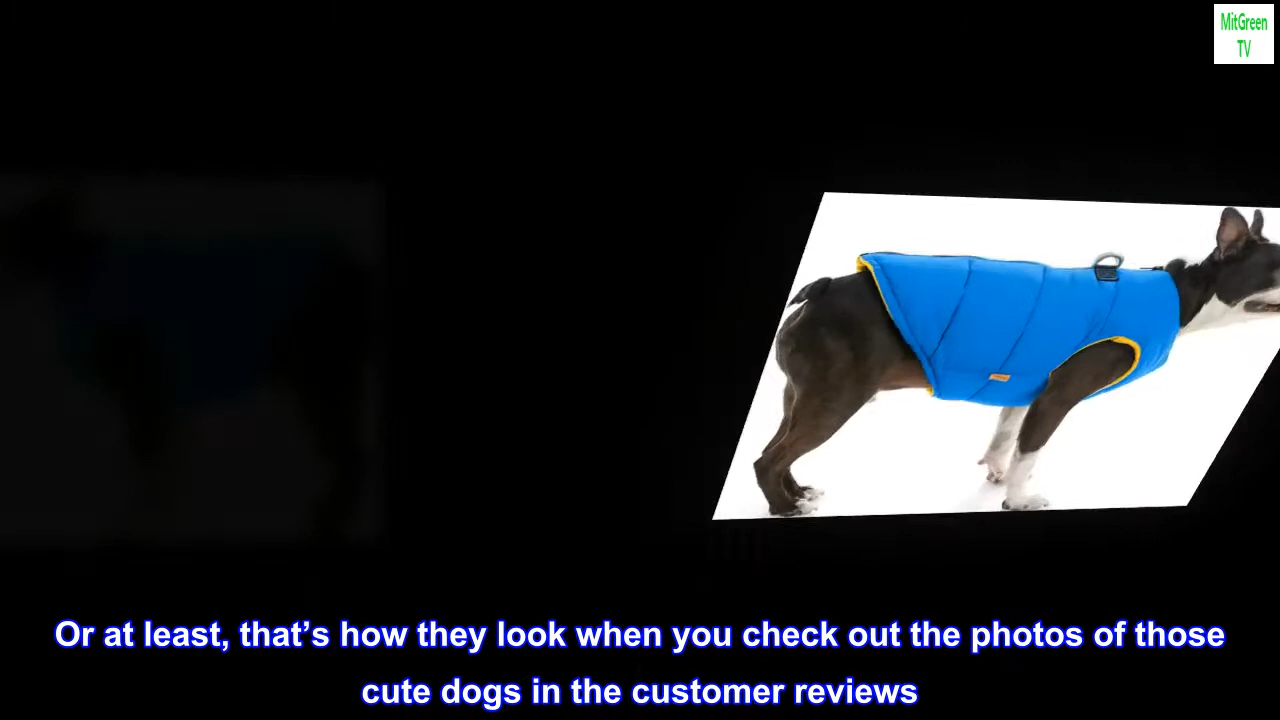 MitGreen
TV
Or at least, that’s how they look when you check out the photos of those
cute dogs in the customer reviews